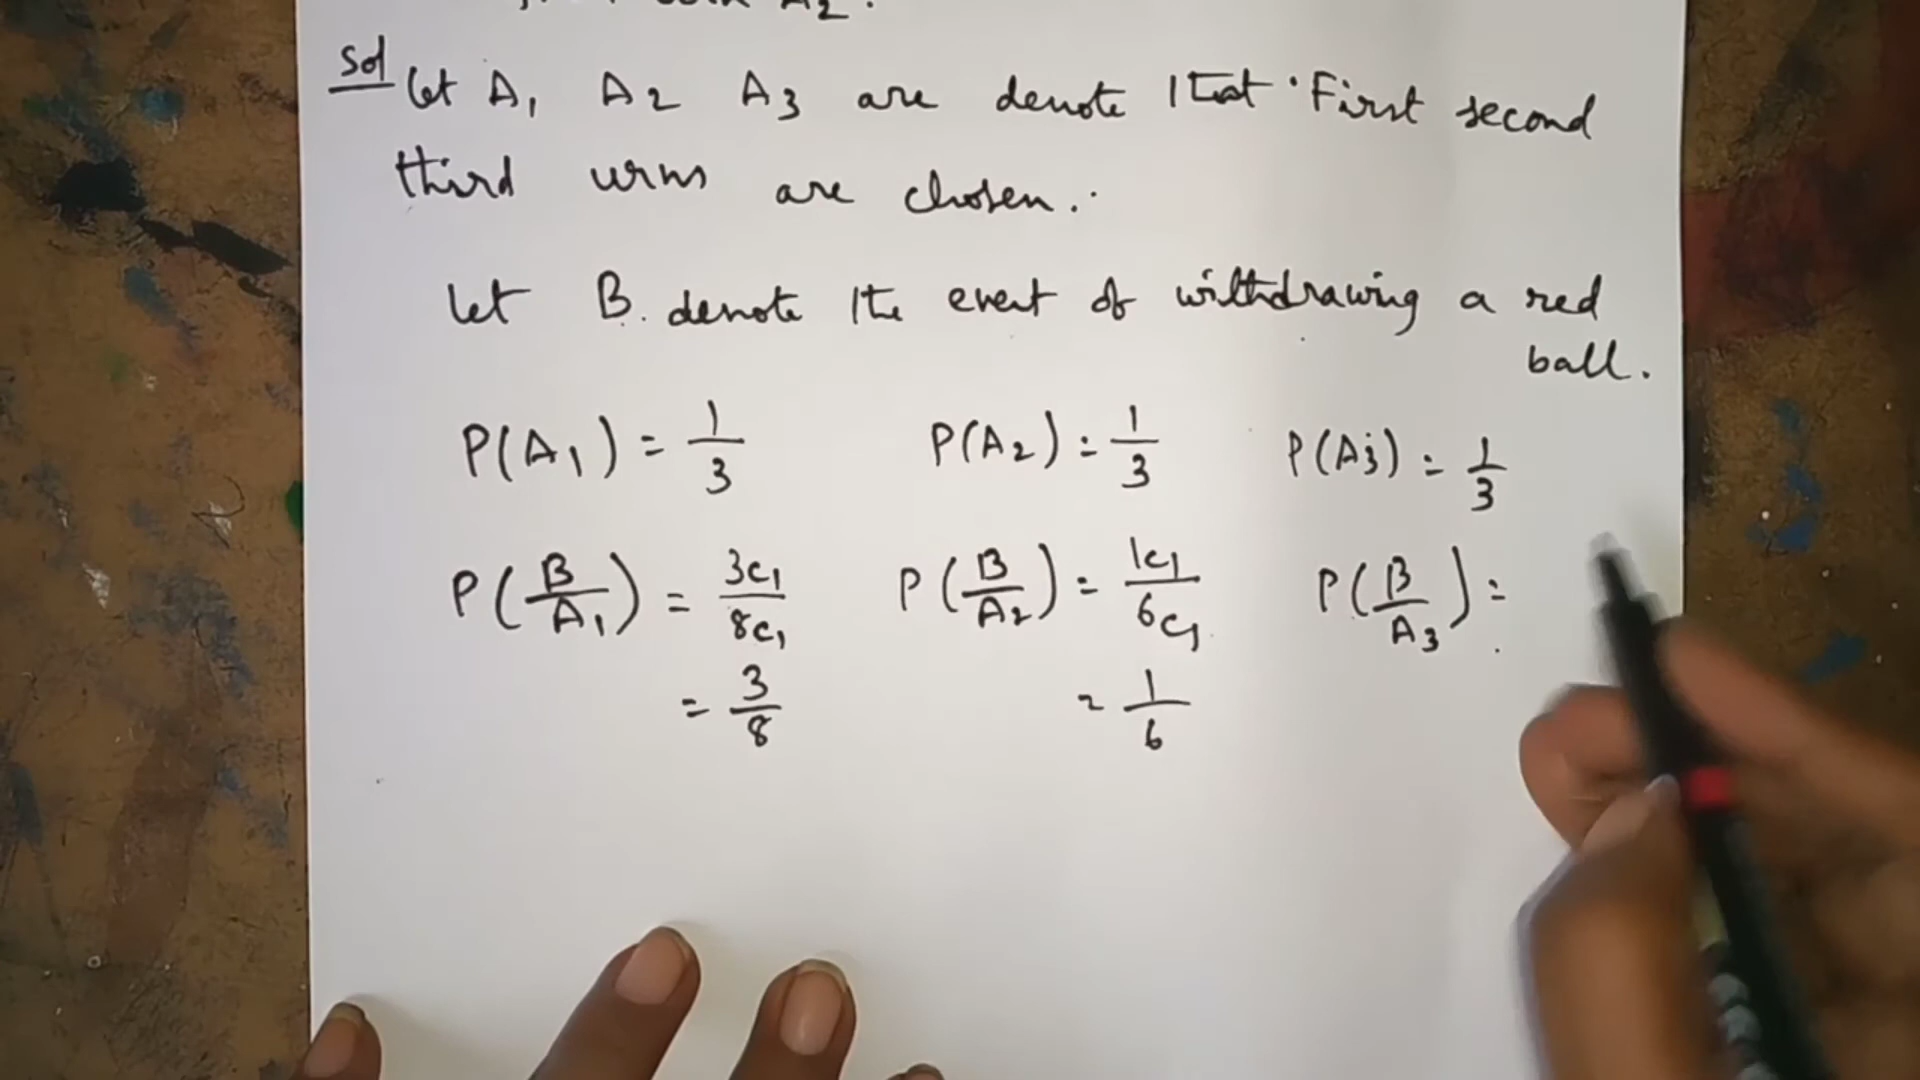 A2.
Sol Let A1 A2 A3 are denote that First second
third urns are chosen.
Let B denote the event of withdrawing a red
ball.
P(A1) = 1/3 P(A2) = 1/3 P(A3) = 1/3
P(B/A1) = 3c1/8c1 P(B/A2) = 1c1/6c1 P(B/A3) =
= 3/8 = 1/6